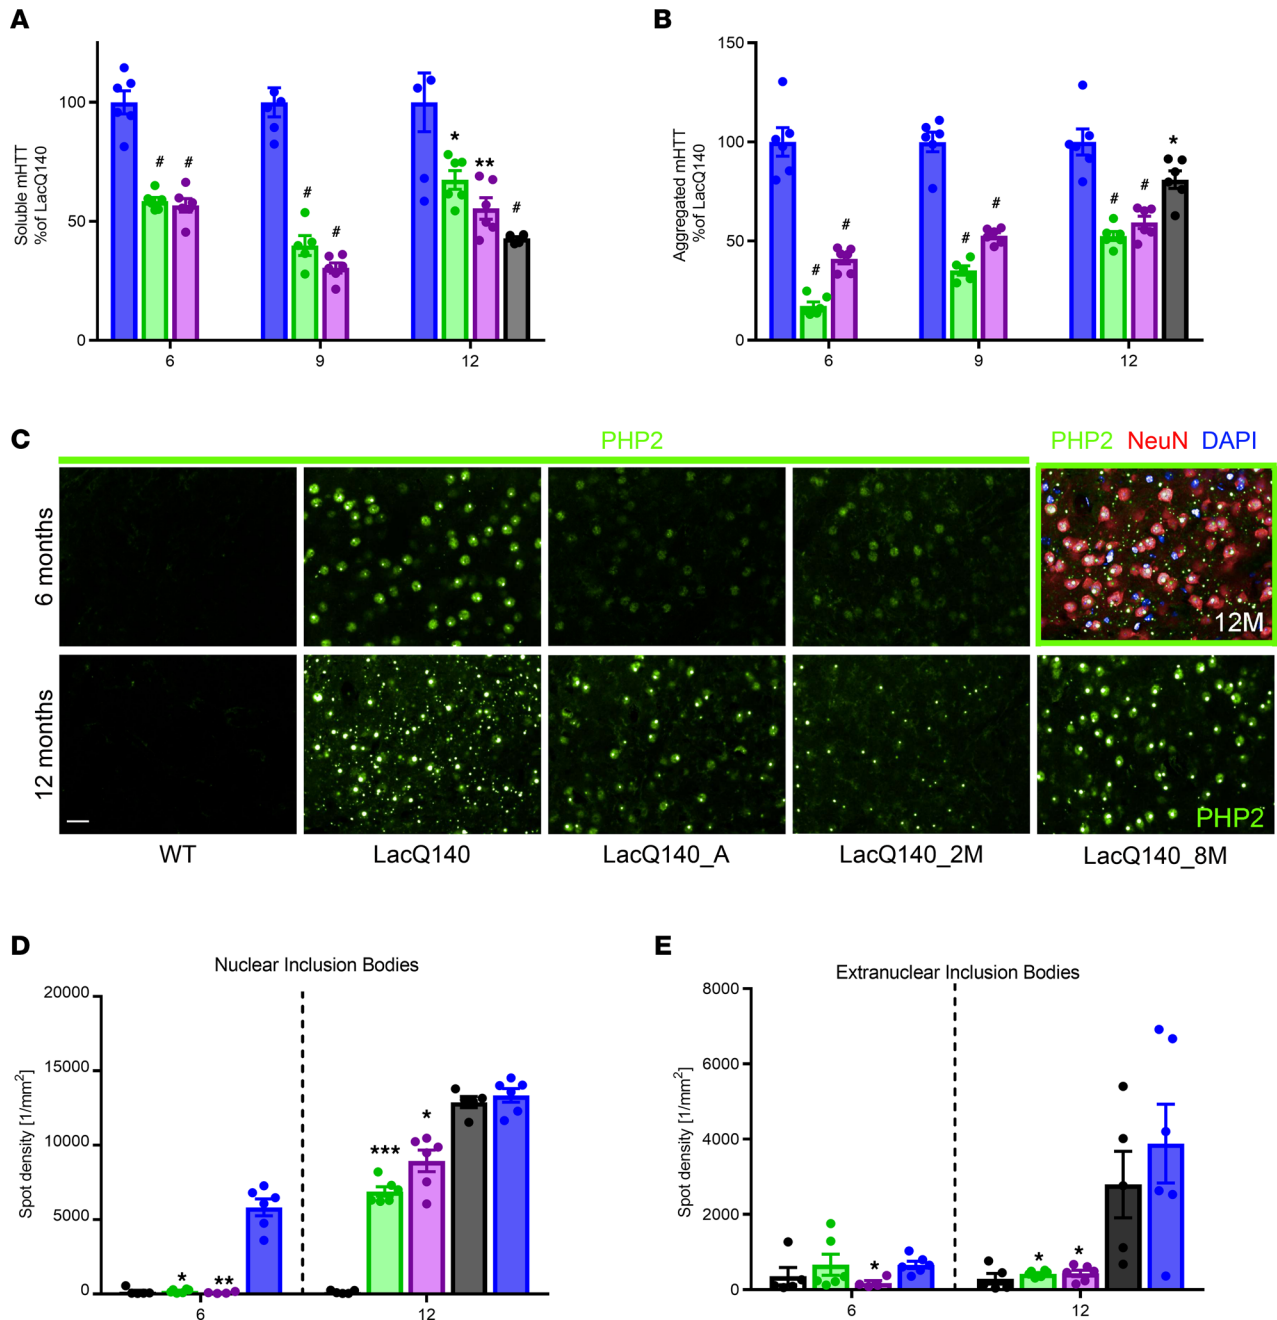 A
100
50
0
Soluble mHTT
%of LacQ140
# #
#
#
*
**
#
6 9 12
B
150
100
50
0
Aggregated mHTT
%of LacQ140
#
#
#
#
# #
*
6 9 12
C
PHP2
PHP2 NeuN DAPI
6 months
12M
12 months
PHP2
WT LacQ140 LacQ140_A LacQ140_2M LacQ140_8M
D
Nuclear Inclusion Bodies
20000
15000
10000
5000
0
Spot density [1/mm2]
* **
***
*
6 12
E
Extranuclear Inclusion Bodies
8000
6000
4000
2000
0
Spot density [1/mm2]
*
* *
6 12